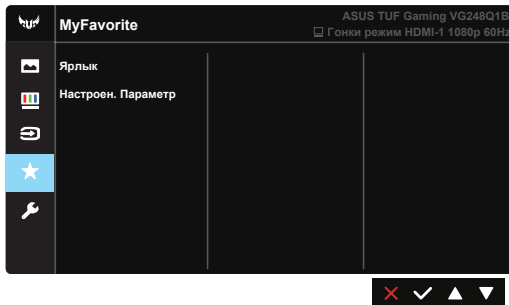 MyFavorite
ASUS TUF Gaming VG248Q1B
Гонки режим HDMI-1 1080p 60Hz
Ярлык
Настроен. Параметр